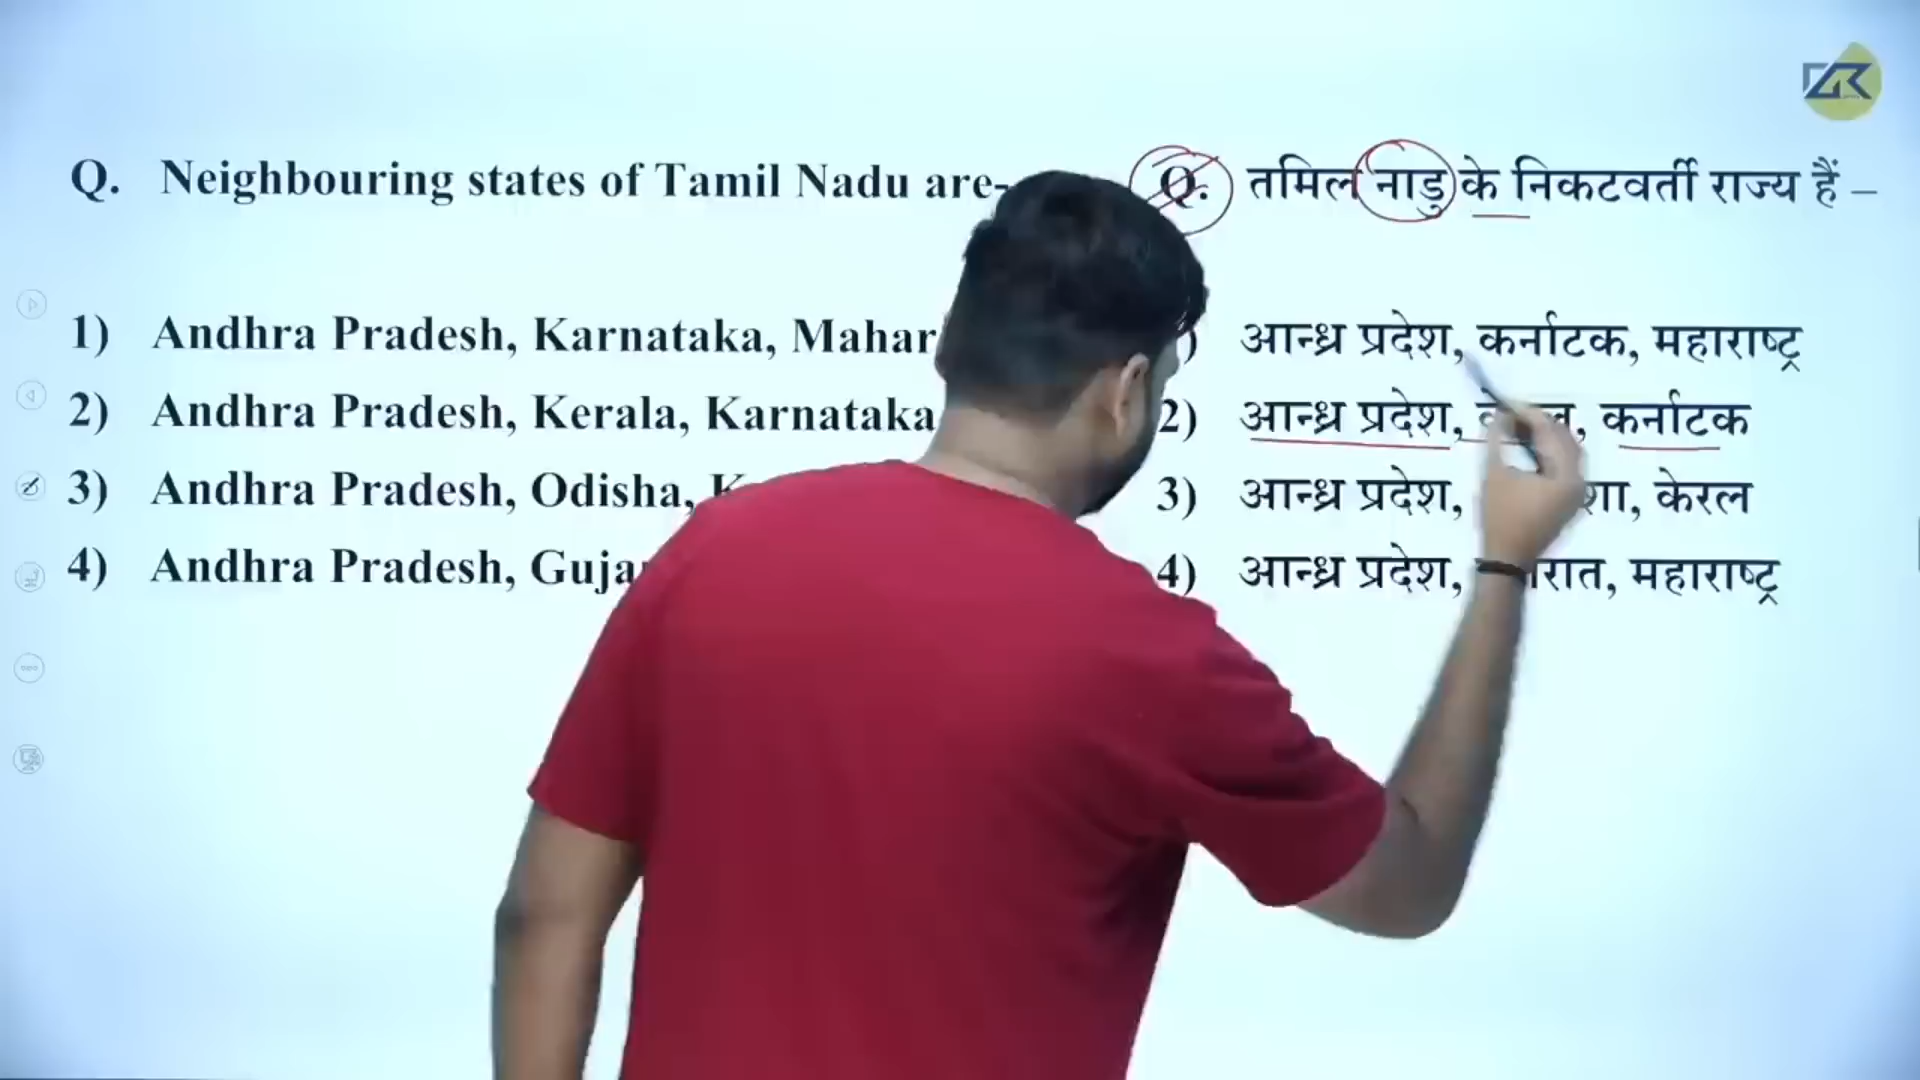 Q. Neighbouring states of Tamil Nadu are-
1) Andhra Pradesh, Karnataka,
2) Andhra Pradesh, Kerala, Karnataka
3) Andhra Pradesh, Odisha,
4) Andhra Pradesh,
Q. तमिल नाडु के निकटवर्ती राज्य हैं –
आन्ध्र प्रदेश, कर्नाटक, महाराष्ट्र
2) आन्ध्र प्रदेश, कर्नाटक
3) आन्ध्र प्रदेश, केरल
4) आन्ध्र प्रदेश, महाराष्ट्र